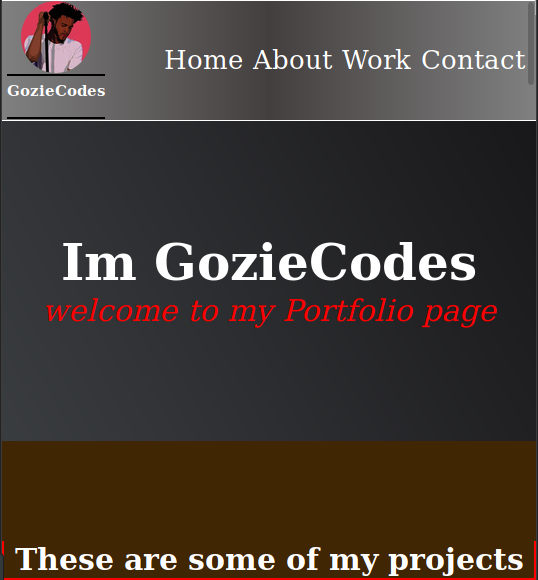 Home About Work Contact
GozieCodes
Im GozieCodes
welcome to my Portfolio page
These are some of my projects